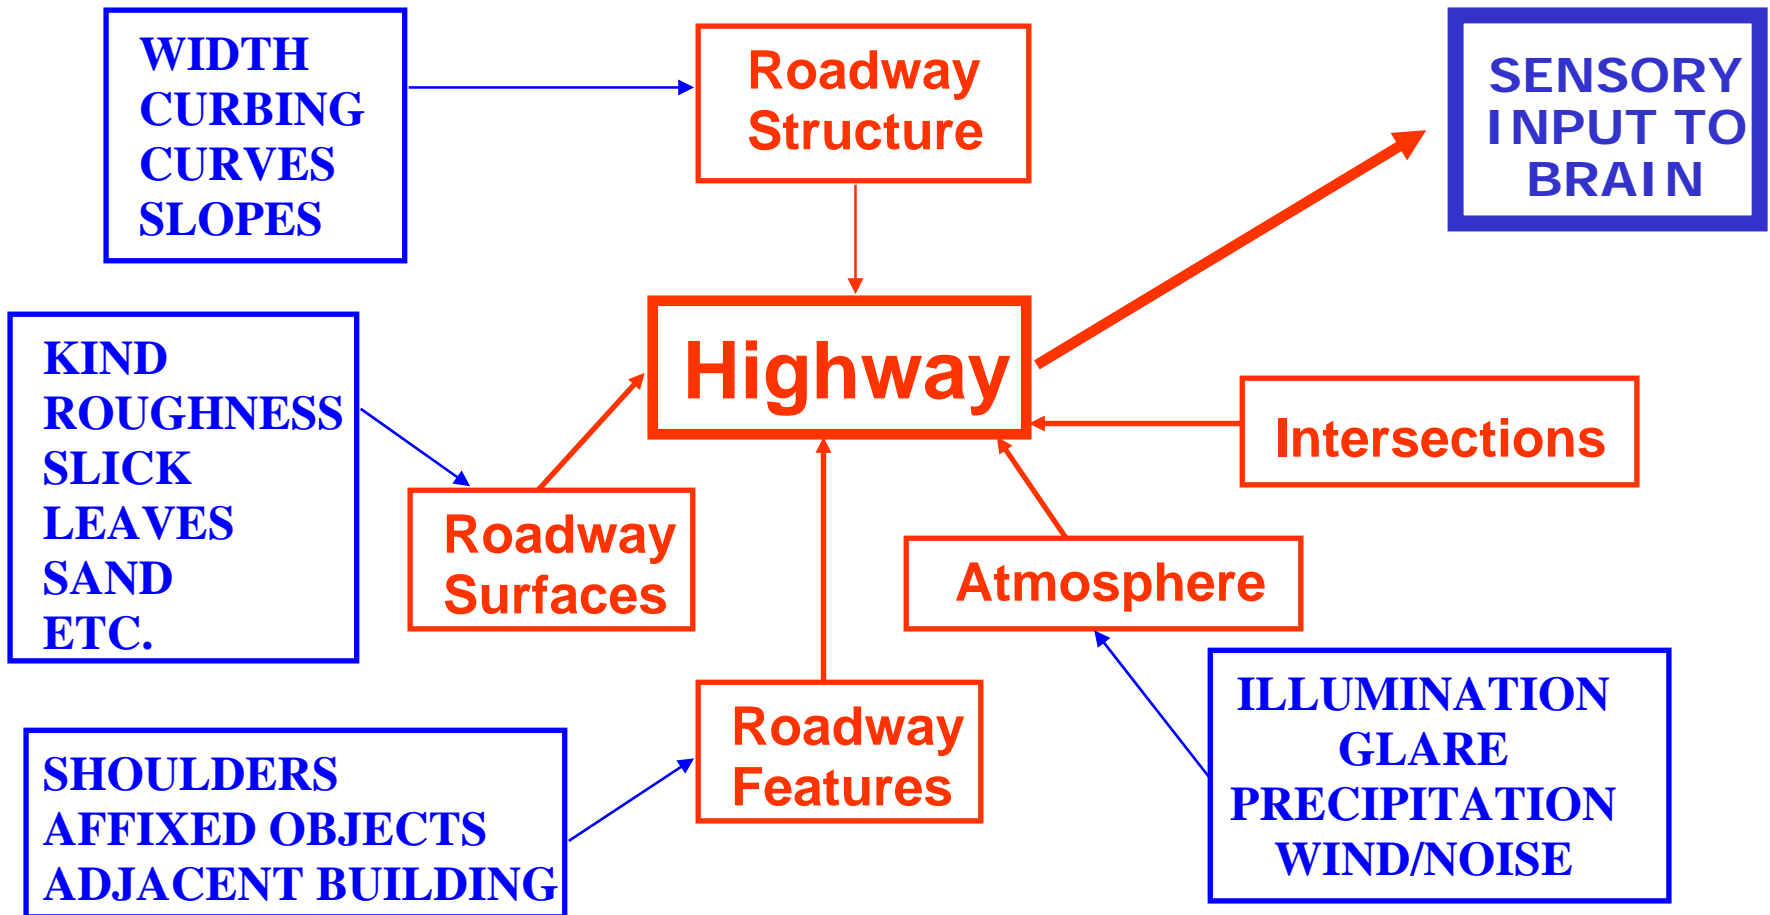 WIDTH
CURBING
CURVES
SLOPES
Roadway
Structure
SENSORY
INPUT TO
BRAIN
KIND
ROUGHNESS
SLICK
LEAVES
SAND
ETC.
Highway
Intersections
Roadway
Surfaces
Atmosphere
Roadway
Features
ILLUMINATION
GLARE
PRECIPITATION
WIND/NOISE
SHOULDERS
AFFIXED OBJECTS
ADJACENT BUILDING